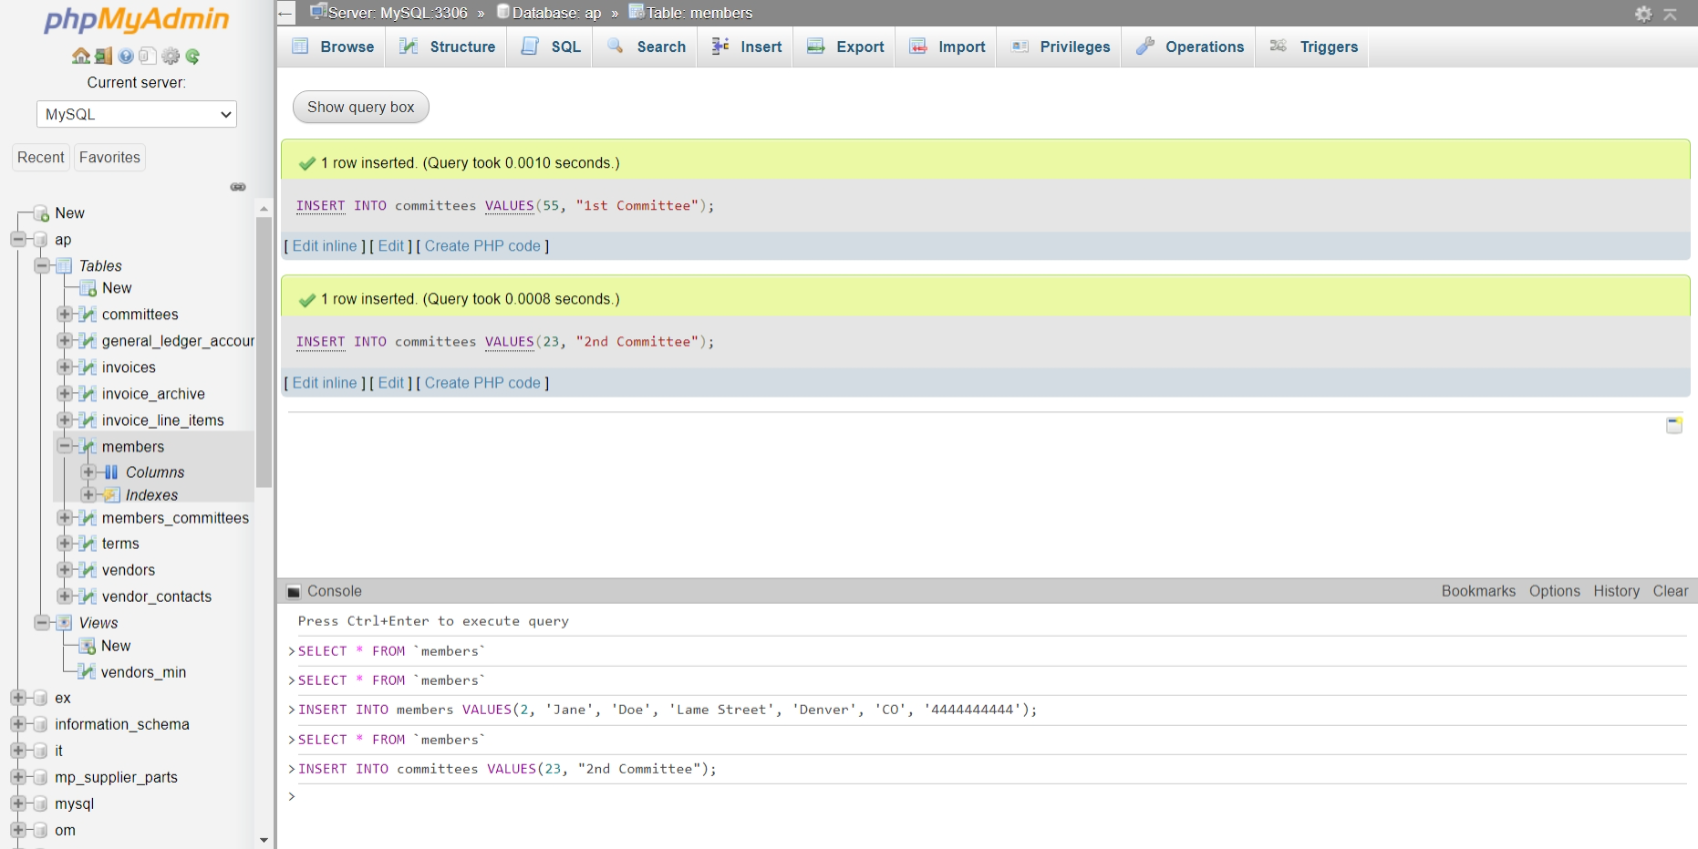 phpMyAdmin
Current server:
MySQL
Recent Favorites
New
ap
Tables
New
committees
general_ledger_accour
invoices
invoice_archive
invoice_line_items
members
Columns
Indexes
members_committees
terms
vendors
vendor_contacts
Views
New
vendors_min
ex
information_schema
it
mp_supplier_parts
mysql
om
← Server: MySQL:3306 » Database: ap » Table: members
Browse Structure SQL Search Insert Export Import Privileges Operations Triggers
Show query box
1 row inserted. (Query took 0.0010 seconds.)
INSERT INTO committees VALUES(55, "1st Committee");
[ Edit inline ] [ Edit ] [ Create PHP code ]
1 row inserted. (Query took 0.0008 seconds.)
INSERT INTO committees VALUES(23, "2nd Committee");
[ Edit inline ] [ Edit ] [ Create PHP code ]
Console Bookmarks Options History Clear
Press Ctrl+Enter to execute query
>SELECT * FROM `members`
>SELECT * FROM `members`
>INSERT INTO members VALUES(2, 'Jane', 'Doe', 'Lame Street', 'Denver', 'CO', '4444444444');
>SELECT * FROM `members`
>INSERT INTO committees VALUES(23, "2nd Committee");
>